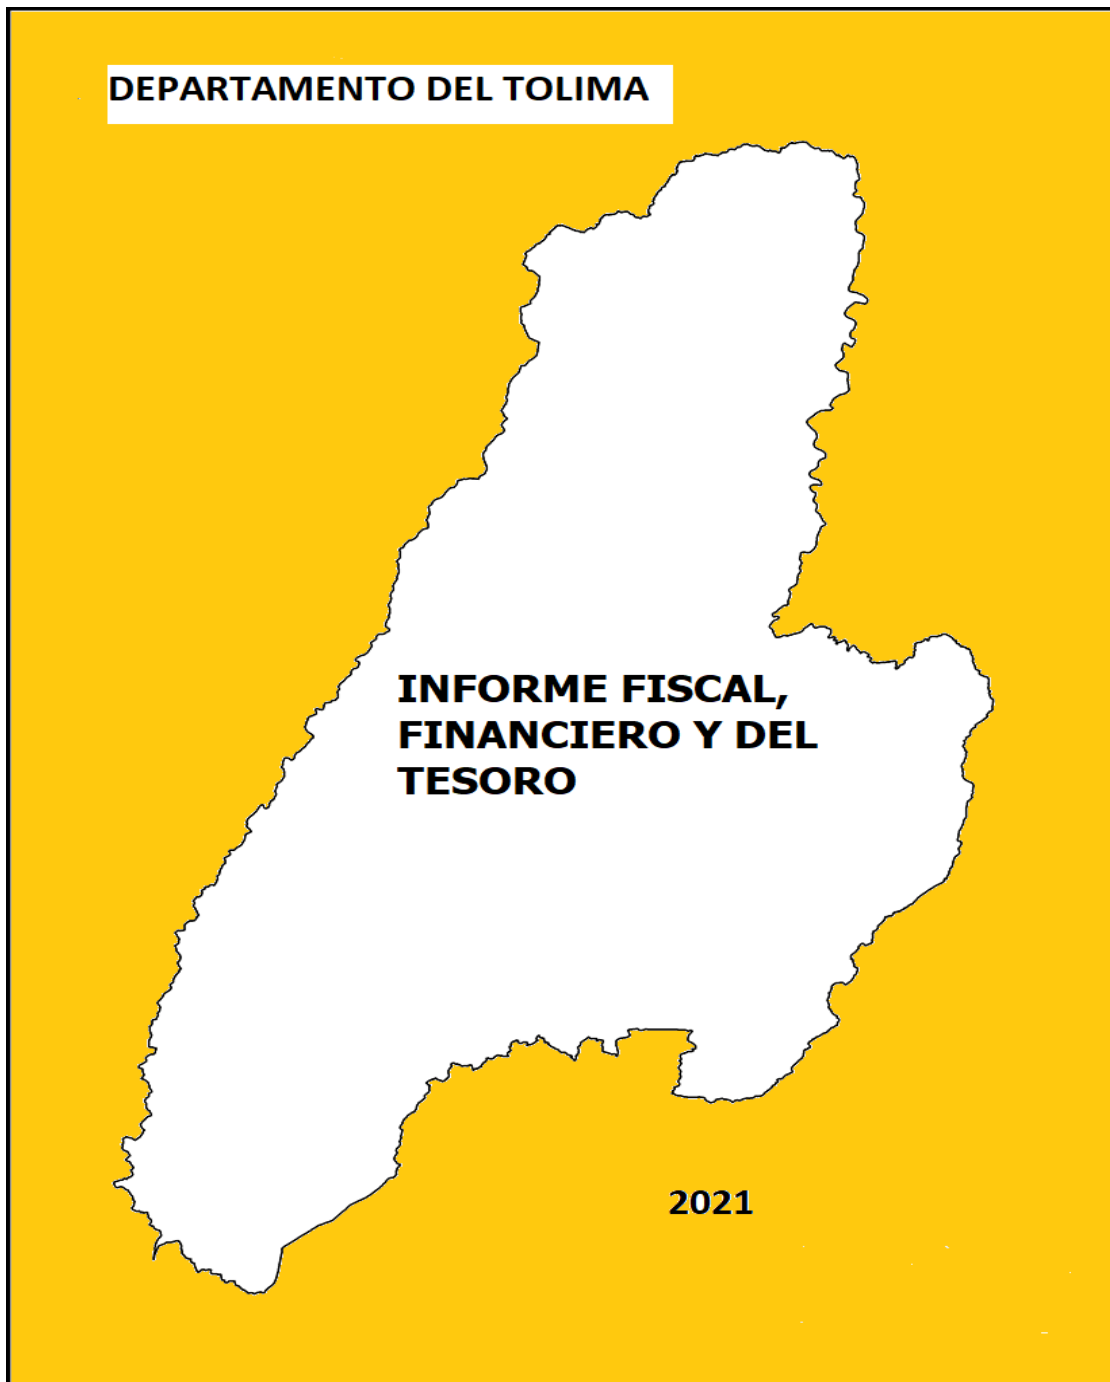 DEPARTAMENTO DEL TOLIMA
INFORME FISCAL,
FINANCIERO Y DEL
TESORO
2021